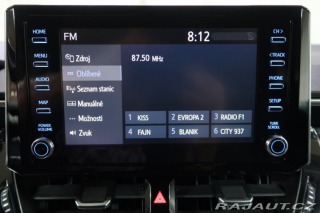 HOME
MENU
AUDIO
MAP
POWER
VOLUME
FM
8:12
Zdroj
Oblíbené
Seznam stanic
Manuálně
Možnosti
Zvuk
87.50 MHz
1 KISS
2 EVROPA 2
3 RADIO F1
4 FAJN
5 BLANIK
6 CITY 937
CH >
< TRACK
PHONE
SETUP
TUNE
SCROLL
RAJAUT.CZ